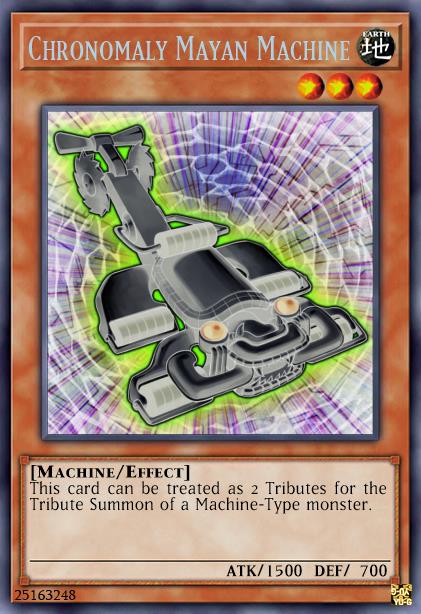 CHRONOMALY MAYAN MACHINE
EARTH
地
[MACHINE/EFFECT]
This card can be treated as 2 Tributes for the
Tribute Summon of a Machine-Type monster.
ATK/1500 DEF/ 700
25163248